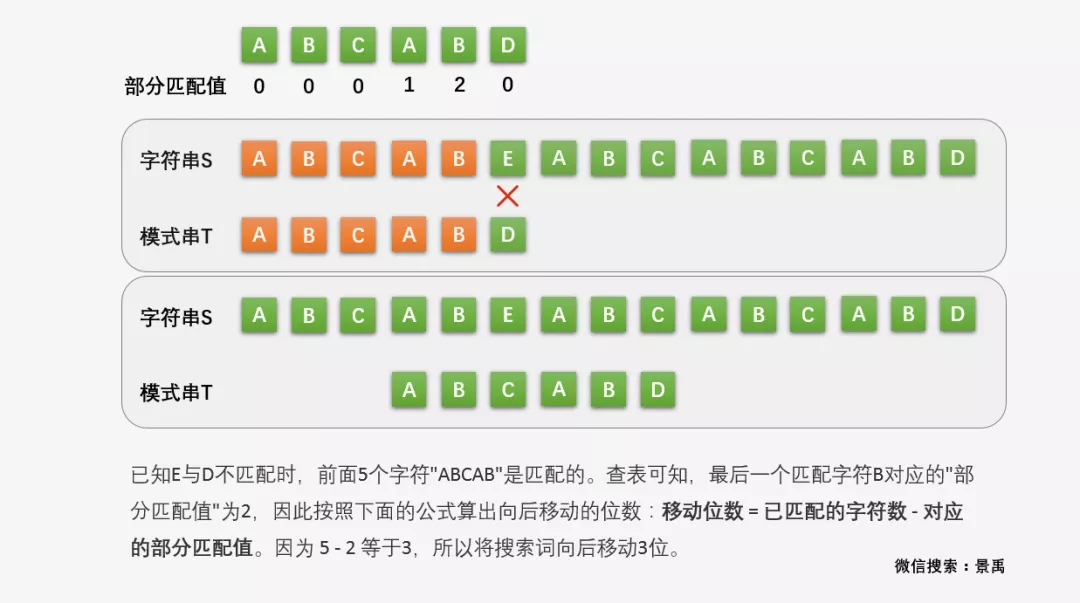 A B C A B D
部分匹配值 0 0 0 1 2 0
字符串S A B C A B E A B C A B C A B D
模式串T A B C A B D
字符串S A B C A B E A B C A B C A B D
模式串T A B C A B D
已知E与D不匹配时，前面5个字符"ABCAB"是匹配的。查表可知，最后一个匹配字符B对应的"部
分匹配值"为2，因此按照下面的公式算出向后移动的位数：移动位数 = 已匹配的字符数 - 对应
的部分匹配值。因为 5 - 2 等于3，所以将搜索词向后移动3位。
微信搜索：景禹